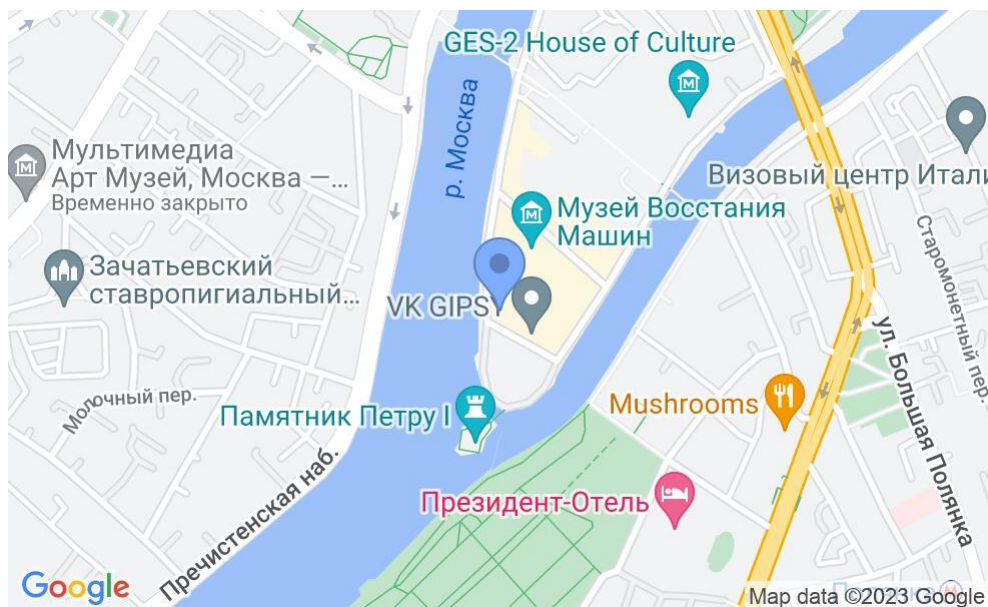 GES-2 House of Culture
р. Москва
Мультимедиа
Арт Музей, Москва —...
Временно закрыто
Визовый центр Итали
Музей Восстания
Машин
Зачатьевский
ставропигиальный...
VK GIPSY
Старомонетный пер.
ул. Большая Полянка
Молочный пер.
Памятник Петру I
Mushrooms
Президент-Отель
Пречистенская наб.
Google
Map data ©2023 Google